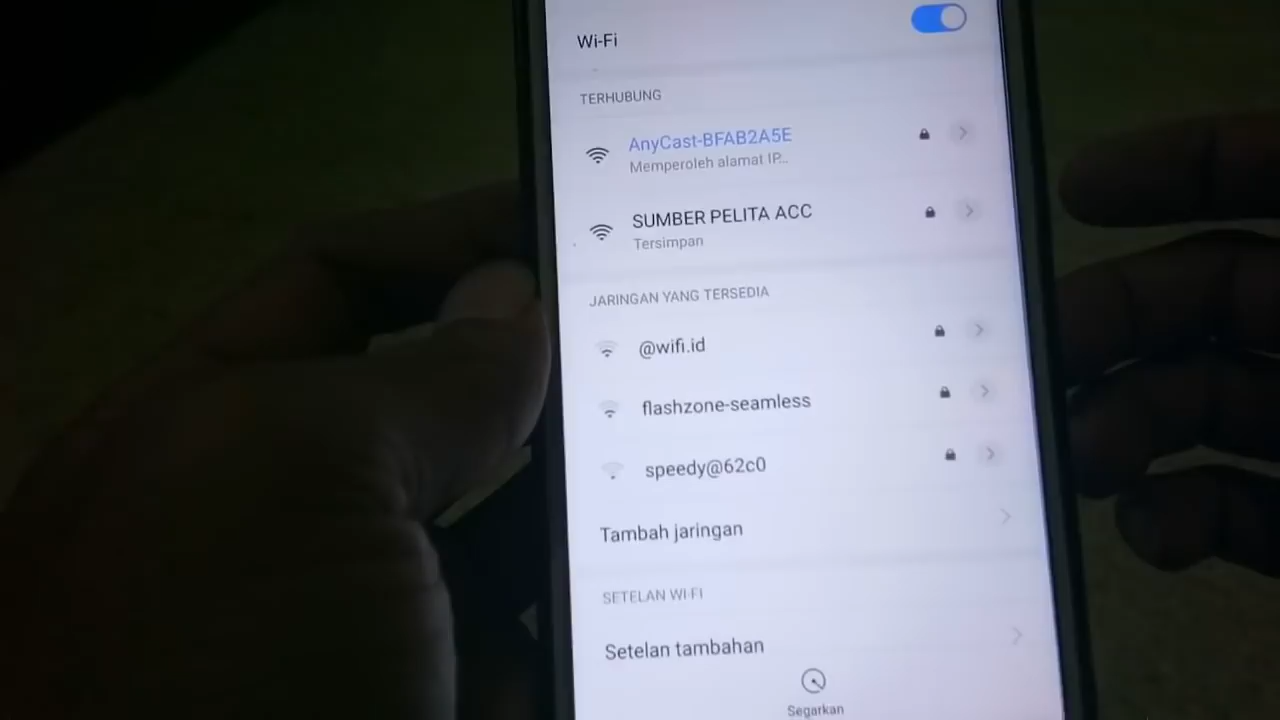 Wi-Fi
TERHUBUNG
AnyCast-BFAB2A5E
Memperoleh alamat IP...
SUMBER PELITA ACC
Tersimpan
JARINGAN YANG TERSEDIA
@wifi.id
flashzone-seamless
speedy@62c0
Tambah jaringan
SETELAN WI-FI
Setelan tambahan
Segarkan